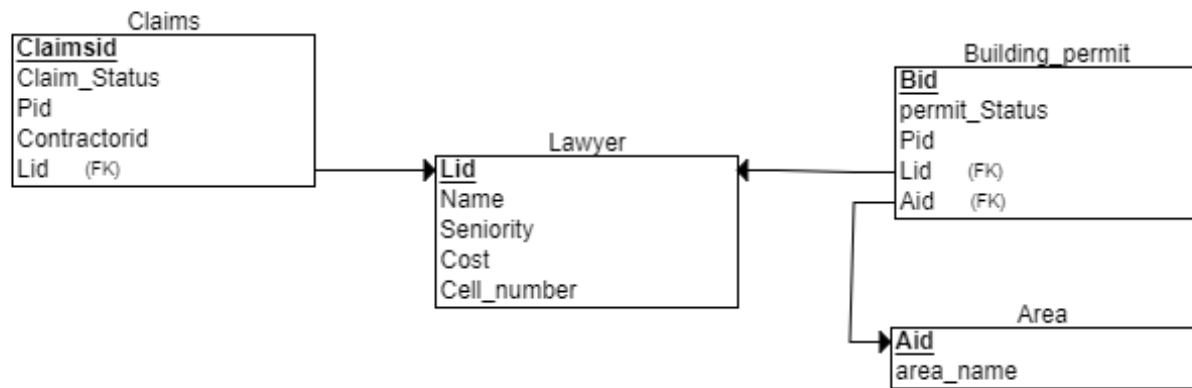 Claims
Claimsid
Claim_Status
Pid
Contractorid
Lid (FK)
Lawyer
Lid
Name
Seniority
Cost
Cell_number
Building_permit
Bid
permit_Status
Pid
Lid (FK)
Aid (FK)
Area
Aid
area_name